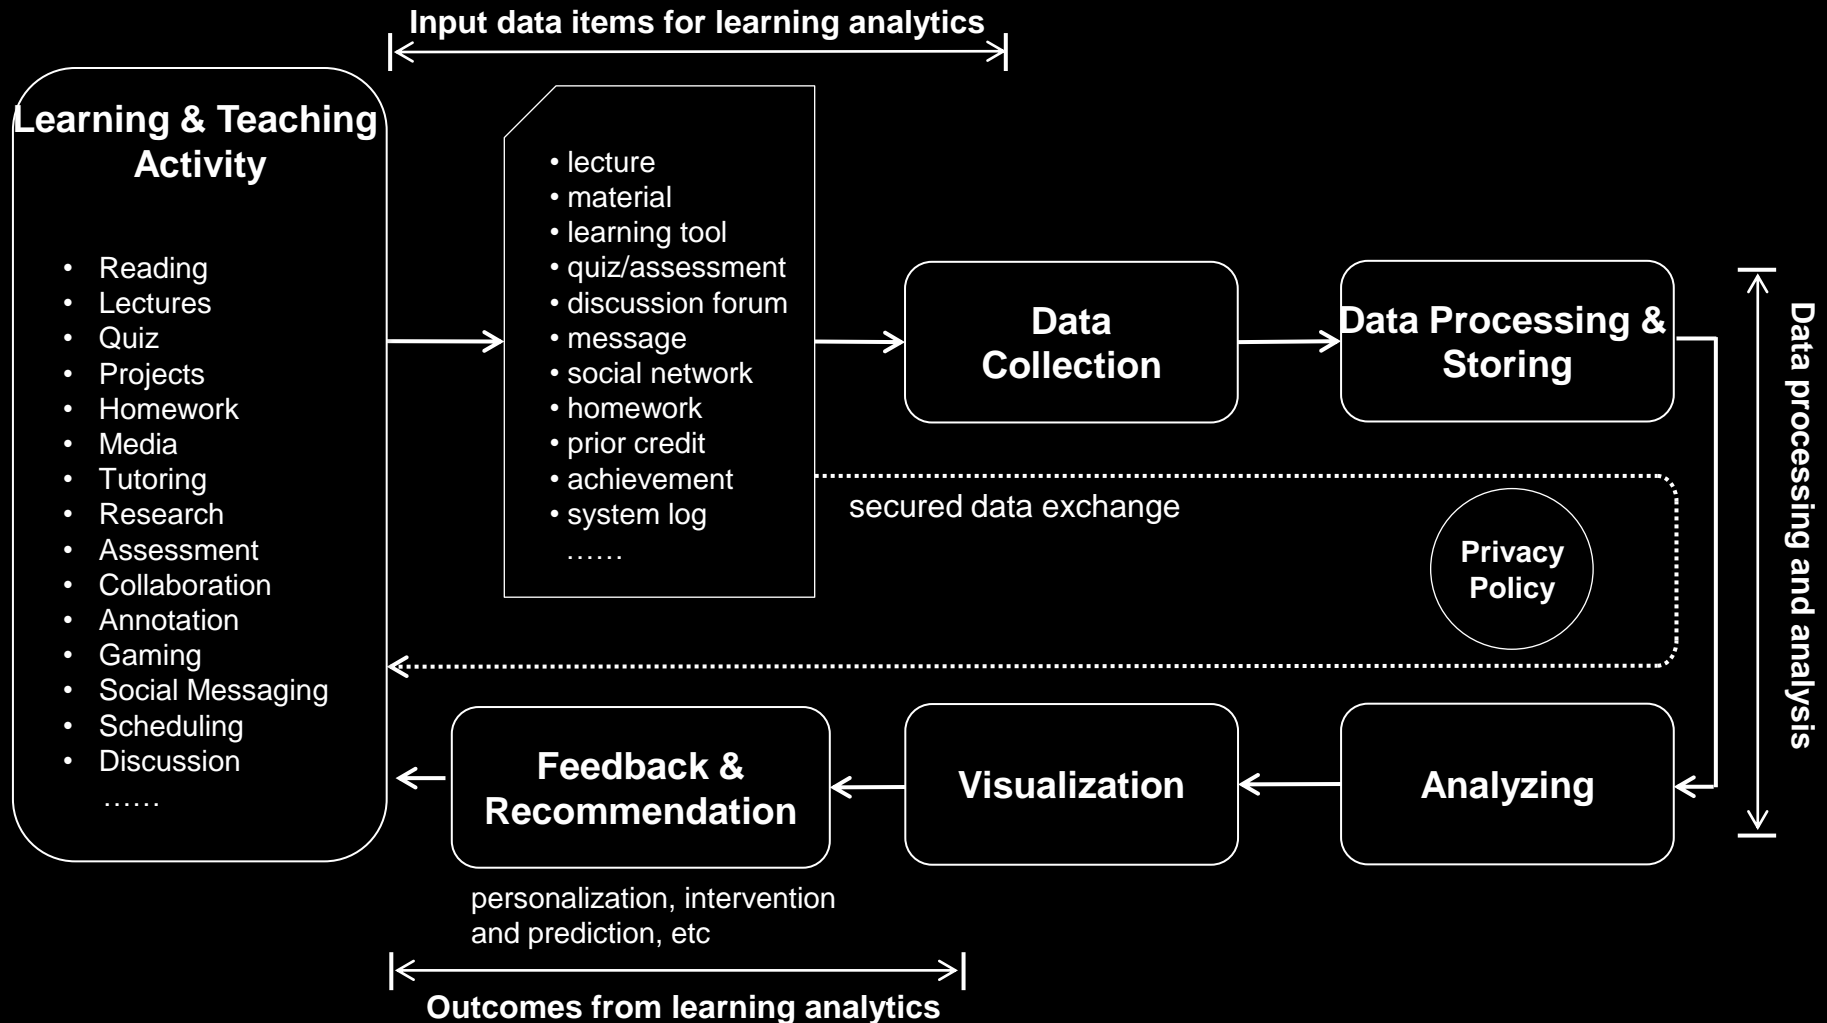 Input data items for learning analytics
Learning & Teaching
Activity
• Reading
• Lectures
• Quiz
• Projects
• Homework
• Media
• Tutoring
• Research
• Assessment
• Collaboration
• Annotation
• Gaming
• Social Messaging
• Scheduling
• Discussion
……
• lecture
• material
• learning tool
• quiz/assessment
• discussion forum
• message
• social network
• homework
• prior credit
• achievement
• system log
……
Data
Collection
Data Processing &
Storing
Data processing and analysis
secured data exchange
Privacy
Policy
Feedback &
Recommendation
Visualization
Analyzing
personalization, intervention
and prediction, etc
Outcomes from learning analytics